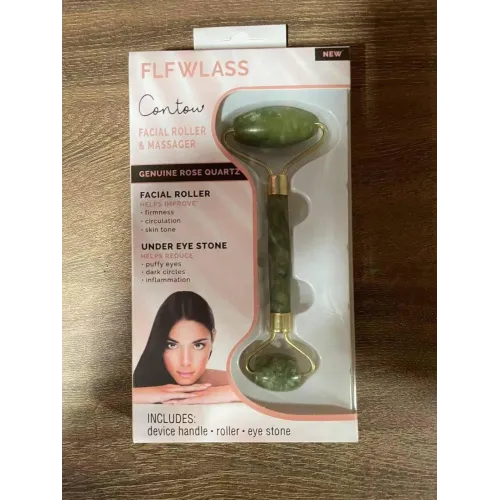 NEW
FLFWLASS
Contour
FACIAL ROLLER
& MASSAGER
GENUINE ROSE QUARTZ
FACIAL ROLLER
HELPS IMPROVE:
• firmness
• circulation
• skin tone
UNDER EYE STONE
HELPS REDUCE:
• puffy eyes
• dark circles
• inflammation
INCLUDES:
device handle • roller • eye stone